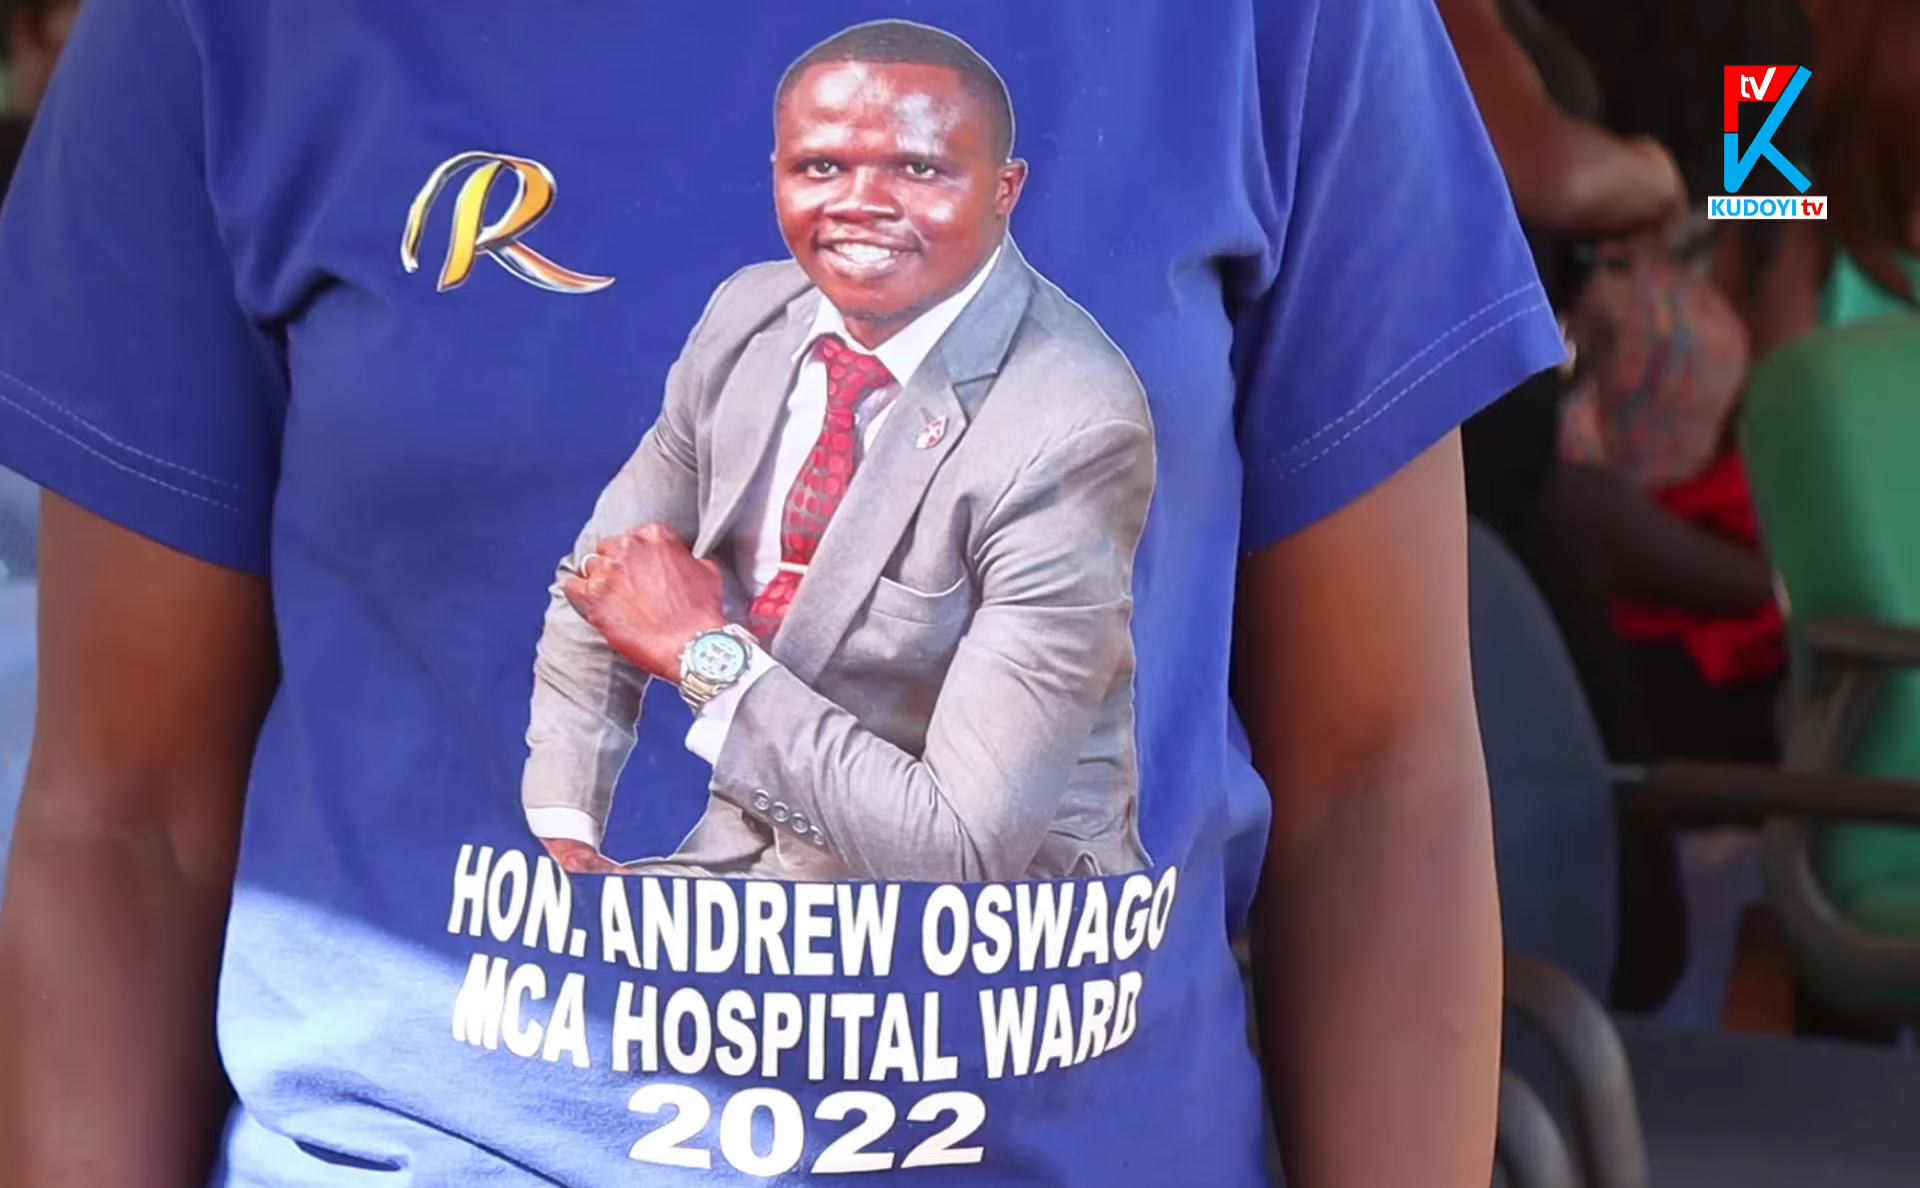 tv
KUDOYI tv
R
HON. ANDREW OSWAGO
MCA HOSPITAL WARD
2022